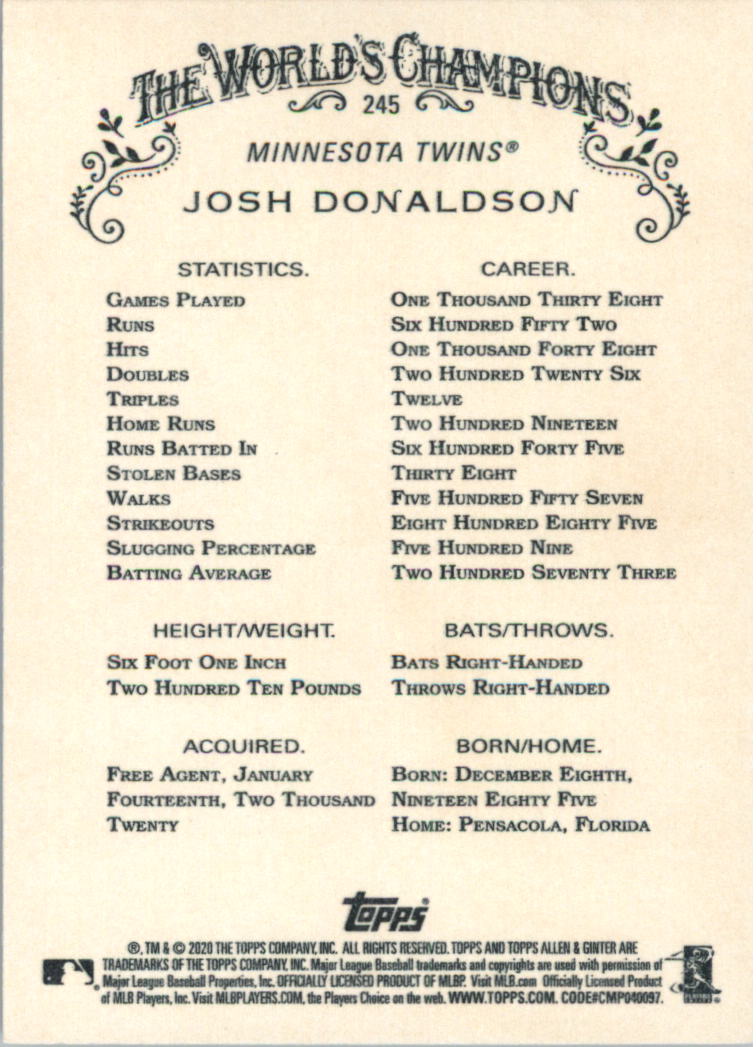 THE WORLD'S CHAMPIONS
245
MINNESOTA TWINS®
JOSH DONALDSON
STATISTICS. CAREER.
GAMES PLAYED ONE THOUSAND THIRTY EIGHT
RUNS SIX HUNDRED FIFTY TWO
HITS ONE THOUSAND FORTY EIGHT
DOUBLES TWO HUNDRED TWENTY SIX
TRIPLES TWELVE
HOME RUNS TWO HUNDRED NINETEEN
RUNS BATTED IN SIX HUNDRED FORTY FIVE
STOLEN BASES THIRTY EIGHT
WALKS FIVE HUNDRED FIFTY SEVEN
STRIKEOUTS EIGHT HUNDRED EIGHTY FIVE
SLUGGING PERCENTAGE FIVE HUNDRED NINE
BATTING AVERAGE TWO HUNDRED SEVENTY THREE
HEIGHT/WEIGHT. BATS/THROWS.
SIX FOOT ONE INCH BATS RIGHT-HANDED
TWO HUNDRED TEN POUNDS THROWS RIGHT-HANDED
ACQUIRED. BORN/HOME.
FREE AGENT, JANUARY BORN: DECEMBER EIGHTH,
FOURTEENTH, TWO THOUSAND NINETEEN EIGHTY FIVE
TWENTY HOME: PENSACOLA, FLORIDA
topps®
®, TM & © 2020 THE TOPPS COMPANY, INC. ALL RIGHTS RESERVED. TOPPS AND TOPPS ALLEN & GINTER ARE
TRADEMARKS OF THE TOPPS COMPANY, INC. Major League Baseball trademarks and copyrights are used with permission of
Major League Baseball Properties, Inc. OFFICIALLY LICENSED PRODUCT OF MLBP. Visit MLB.com Officially Licensed Product
of MLB Players, Inc. Visit MLBPLAYERS.COM, the Players Choice on the web. WWW.TOPPS.COM. CODE#CMP040097.